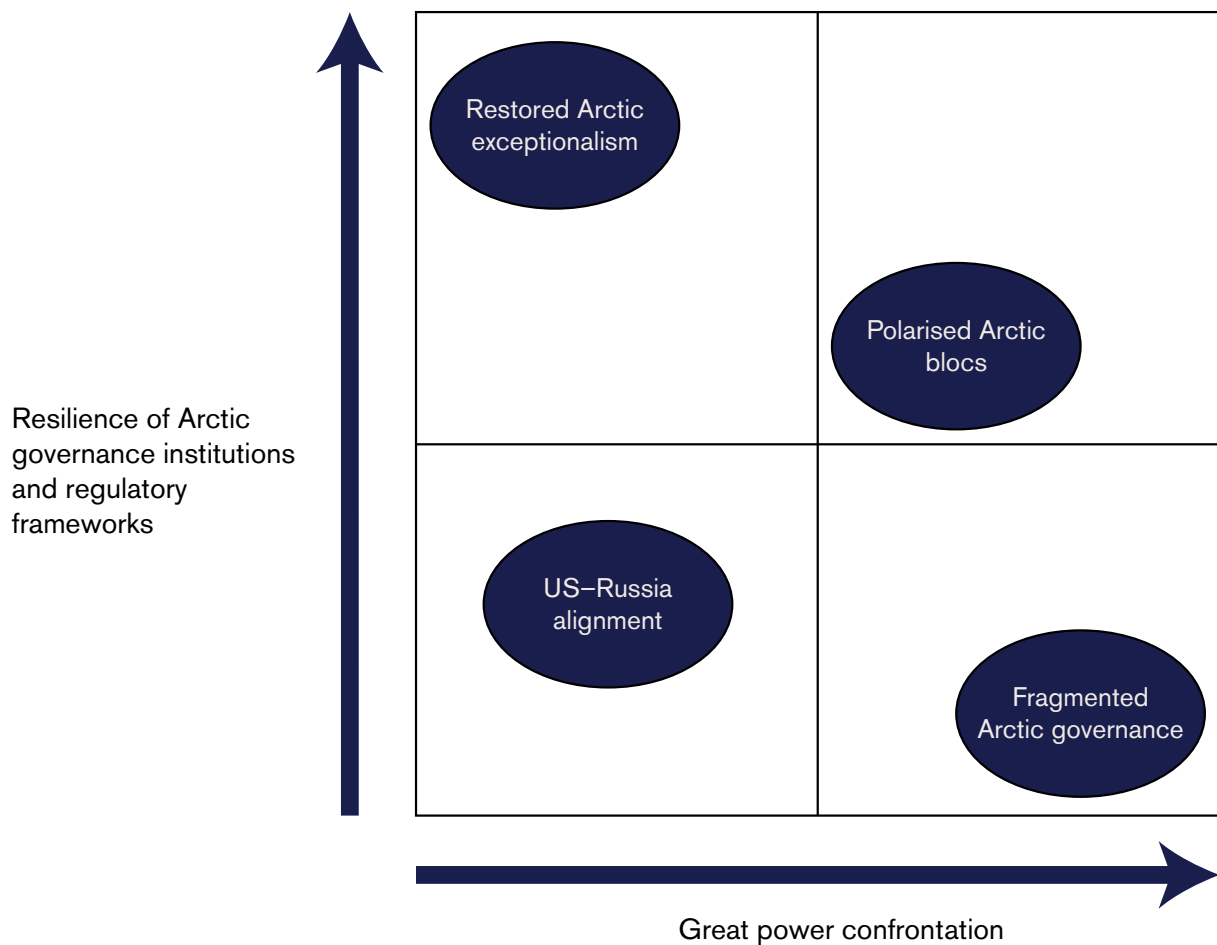 Restored Arctic
exceptionalism
Polarised Arctic
blocs
Resilience of Arctic
governance institutions
and regulatory
frameworks
US–Russia
alignment
Fragmented
Arctic governance
Great power confrontation